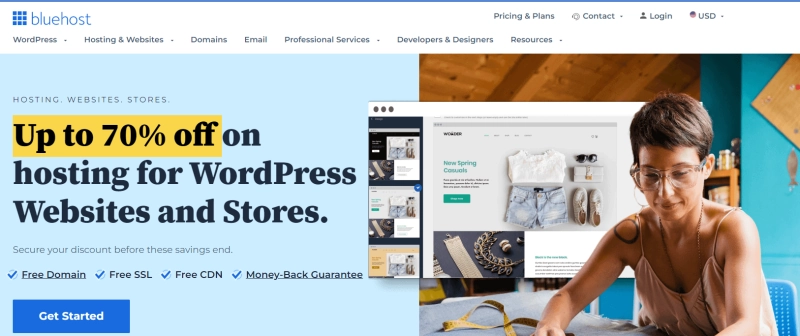 bluehost
Pricing & Plans Contact Login USD
WordPress Hosting & Websites Domains Email Professional Services Developers & Designers Resources
HOSTING. WEBSITES. STORES.
Up to 70% off on
hosting for WordPress
Websites and Stores.
Secure your discount before these savings end.
Free Domain Free SSL Free CDN Money-Back Guarantee
Get Started
New Spring
Casuals